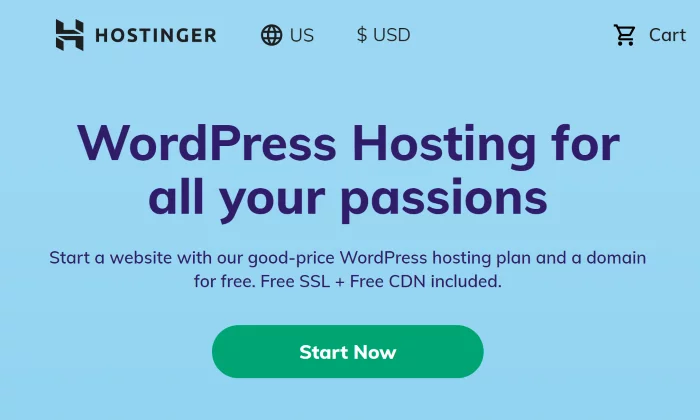 HOSTINGER US $ USD Cart
WordPress Hosting for
all your passions
Start a website with our good-price WordPress hosting plan and a domain
for free. Free SSL + Free CDN included.
Start Now